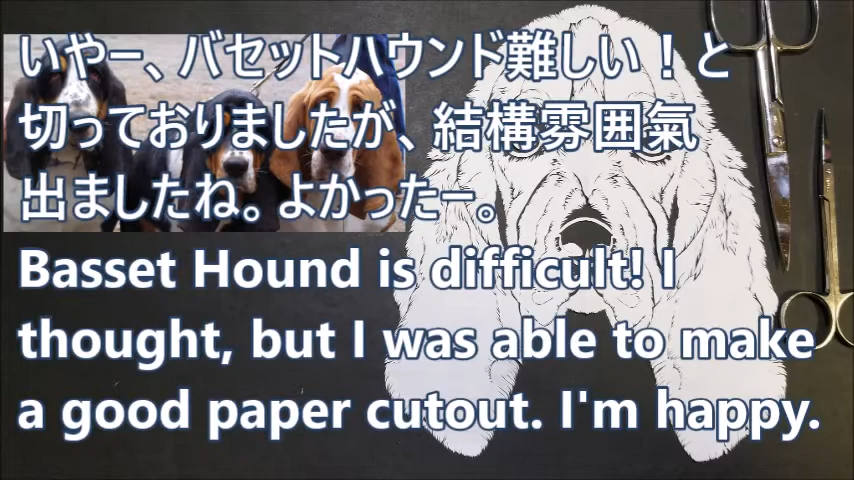 いやー、バセットハウンド難しい！と
切っておりましたが、結構雰囲氣
出ましたね。よかったー。
Basset Hound is difficult! I
thought, but I was able to make
a good paper cutout. I'm happy.